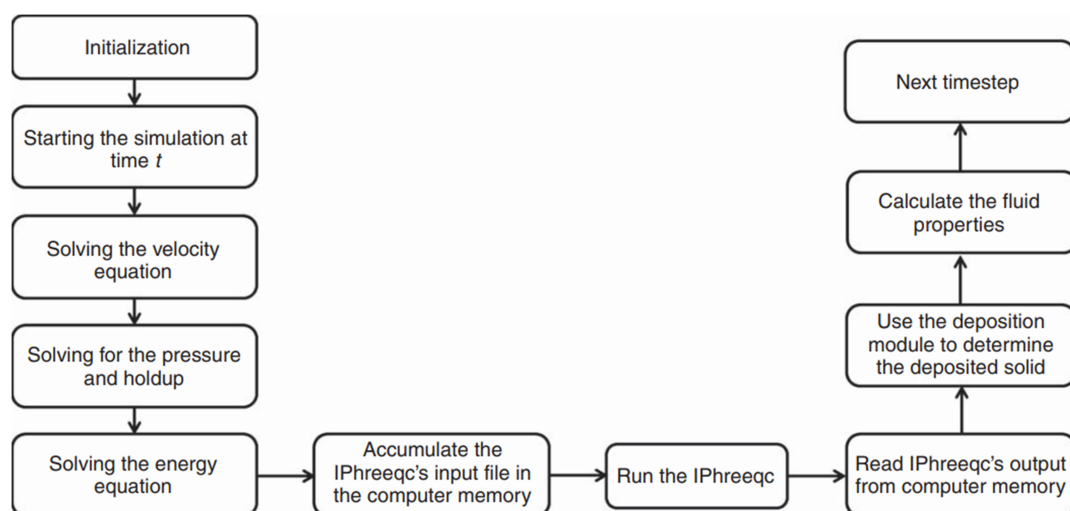 Initialization
Starting the simulation at
time t
Solving the velocity
equation
Solving for the pressure
and holdup
Solving the energy
equation
Accumulate the
IPhreeqc's input file in
the computer memory
Run the IPhreeqc
Read IPhreeqc's output
from computer memory
Use the deposition
module to determine
the deposited solid
Calculate the fluid
properties
Next timestep